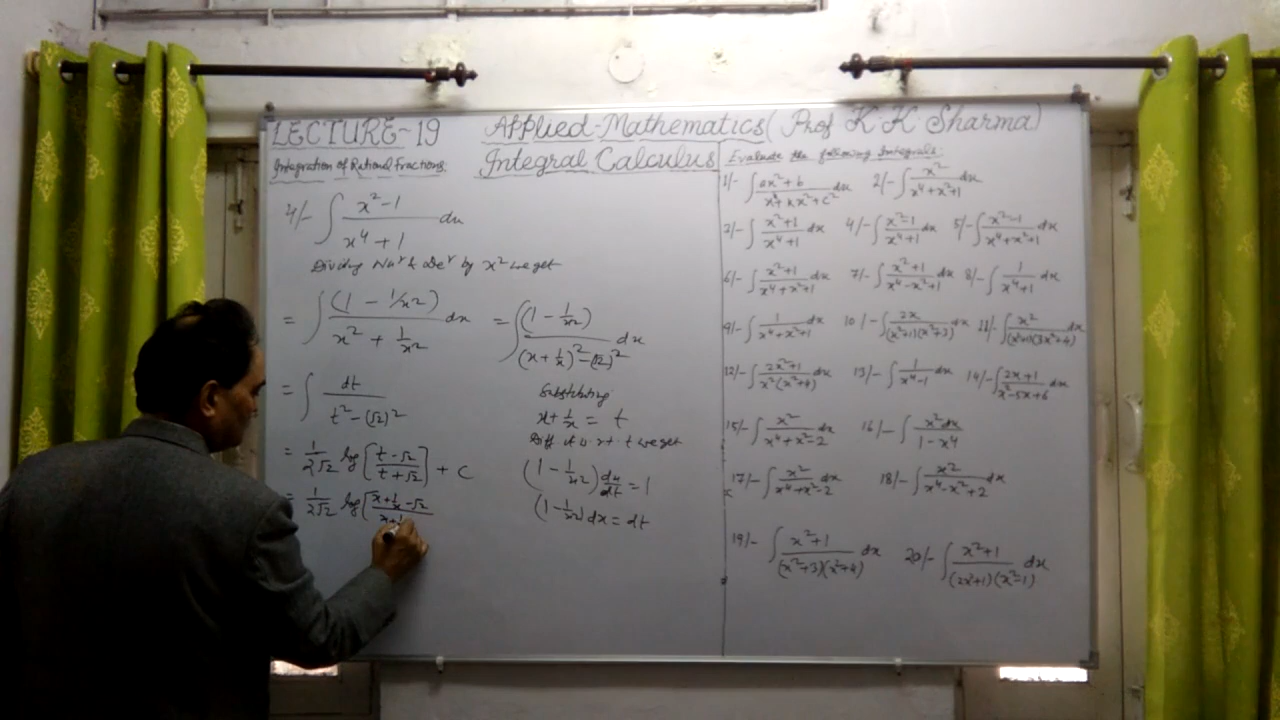 LECTURE-19 Applied-Mathematics( Prof K.K. Sharma)
Integration of Rational Fractions. Integral Calculus
4/- ∫ (x²-1)/(x⁴+1) dx
Dividing Nuʳ & Deʳ by x² we get
= ∫ (1 - 1/x²)/(x² + 1/x²) dx = ∫ (1 - 1/x²)/((x + 1/x)² - (√2)²) dx
= ∫ dt/(t² - (√2)²)
= 1/(2√2) log [(t-√2)/(t+√2)] + C
= 1/(2√2) log [(x+1/x-√2)/(x+1
Substituting
x + 1/x = t
Diff it w.r.t. t we get
(1 - 1/x²) dx/dt = 1
(1 - 1/x²) dx = dt
Evaluate the following Integrals.
1/- ∫ (ax²+b)/(x⁴+kx²+c²) dx 2/- ∫ x²/(x⁴+x²+1) dx
3/- ∫ (x²+1)/(x⁴+1) dx 4/- ∫ (x²-1)/(x⁴+1) dx 5/- ∫ (x²-1)/(x⁴+x²+1) dx
6/- ∫ (x²+1)/(x⁴+x²+1) dx 7/- ∫ (x²+1)/(x⁴-x²+1) dx 8/- ∫ 1/(x⁴+1) dx
9/- ∫ 1/(x⁴+x²+1) dx 10/- ∫ 2x/((x²+1)(x²+3)) dx 11/- ∫ x²/((x²+1)(3x²+4)) dx
12/- ∫ (2x²+1)/(x²(x²+4)) dx 13/- ∫ 1/(x⁴-1) dx 14/- ∫ (2x+1)/(x²-5x+6) dx
15/- ∫ x²/(x⁴+x²-2) dx 16/- ∫ x²dx/(1-x4)
17/- ∫ x²/(x⁴+x²-2) dx 18/- ∫ x²/(x⁴-x²+2) dx
19/- ∫ (x²+1)/((x²+3)(x²+4)) dx 20/- ∫ (x²+1)/((2x+1)(x²-1)) dx